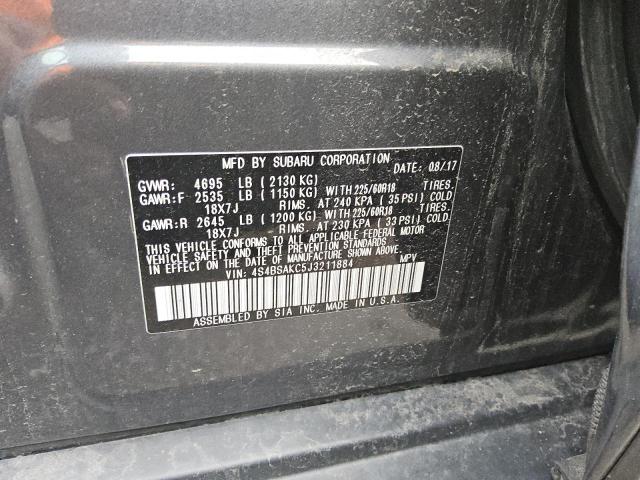 MFD BY SUBARU CORPORATION DATE: 08/17
GVWR: 4695 LB (2130 KG)
GAWR:F 2535 LB (1150 KG) WITH 225/60R18 TIRES.
18X7J RIMS. AT 240 KPA (35 PSI) COLD
GAWR:R 2645 LB (1200 KG) WITH 225/60R18 TIRES.
18X7J RIMS. AT 230 KPA (33 PSI) COLD
THIS VEHICLE CONFORMS TO ALL APPLICABLE FEDERAL MOTOR
VEHICLE SAFETY AND THEFT PREVENTION STANDARDS IN EFFECT
ON THE DATE OF MANUFACTURE SHOWN ABOVE.
VIN: 4S4BSAKC5J3211884 MPV
ASSEMBLED BY SIA INC. MADE IN U.S.A.